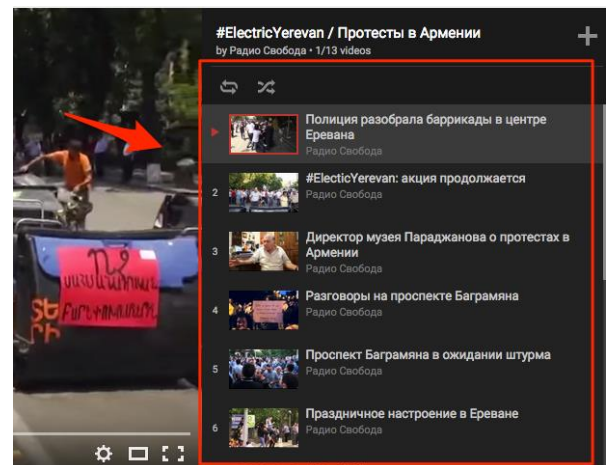 #ElectricYerevan / Протесты в Армении
by Радио Свобода • 1/13 videos
Полиция разобрала баррикады в центре
Еревана
Радио Свобода
2
#ElecticYerevan: акция продолжается
Радио Свобода
3
Директор музея Параджанова о протестах в
Армении
Радио Свобода
4
Разговоры на проспекте Баграмяна
Радио Свобода
5
Проспект Баграмяна в ожидании штурма
Радио Свобода
6
Праздничное настроение в Ереване
Радио Свобода
Ոչ